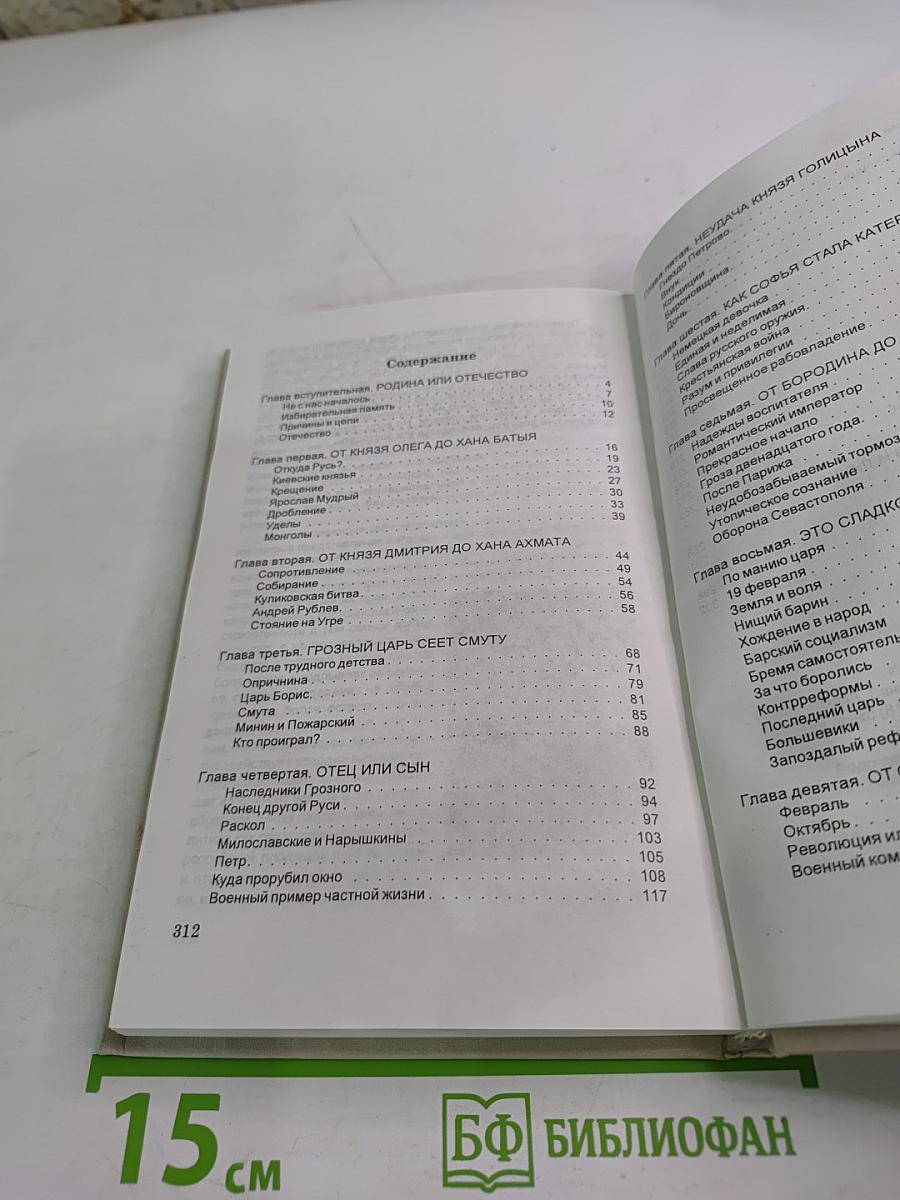 Содержание
Глава вступительная. РОДИНА ИЛИ ОТЕЧЕСТВО
Не с нас началось . . . 4
Избирательная память . . . 7
Причины и цели . . . 10
Отечество . . . 12
Глава первая. ОТ КНЯЗЯ ОЛЕГА ДО ХАНА БАТЫЯ
Откуда Русь? . . . 16
Киевские князья . . . 19
Крещение . . . 23
Ярослав Мудрый . . . 27
Дробление . . . 30
Уделы . . . 33
Монголы . . . 39
Глава вторая. ОТ КНЯЗЯ ДМИТРИЯ ДО ХАНА АХМАТА
Сопротивление . . . 44
Собирание . . . 49
Куликовская битва . . . 54
Андрей Рублев . . . 56
Стояние на Угре . . . 58
Глава третья. ГРОЗНЫЙ ЦАРЬ СЕЕТ СМУТУ
После трудного детства . . . 68
Опричнина . . . 71
Царь Борис . . . 79
Смута . . . 81
Минин и Пожарский . . . 85
Кто проиграл? . . . 88
Глава четвертая. ОТЕЦ ИЛИ СЫН
Наследники Грозного . . . 92
Конец другой Руси . . . 94
Раскол . . . 97
Милославские и Нарышкины . . . 103
Петр . . . 105
Куда прорубил окно . . . 108
Военный пример частной жизни . . . 117
312
Глава пятая. НЕУДАЧА КНЯЗЯ ГОЛИЦЫНА
Гнездо Петрово
Внук
Кондиции
Бироновщина
Дочь
Глава шестая. КАК СОФЬЯ СТАЛА КАТЕР
Немецкая девочка
Единая и неделимая
Слава русского оружия
Крестьянская война
Разум и привилегии
Просвещенное рабовладение
Глава седьмая. ОТ БОРОДИНА ДО
Надежды воспитателя
Романтический император
Прекрасное начало
Гроза двенадцатого года
После Парижа
Неудобозабываемый тормоз
Утопическое сознание
Оборона Севастополя
Глава восьмая. ЭТО СЛАДКО
По манию царя
19 февраля
Земля и воля
Нищий барин
Хождение в народ
Барский социализм
Бремя самостоятель
За что боролись
Контрреформы
Последний царь
Большевики
Запоздалый реф
Глава девятая. ОТ
Февраль
Октябрь
Революция ил
Военный ком
15 см
БФ БИБЛИОФАН